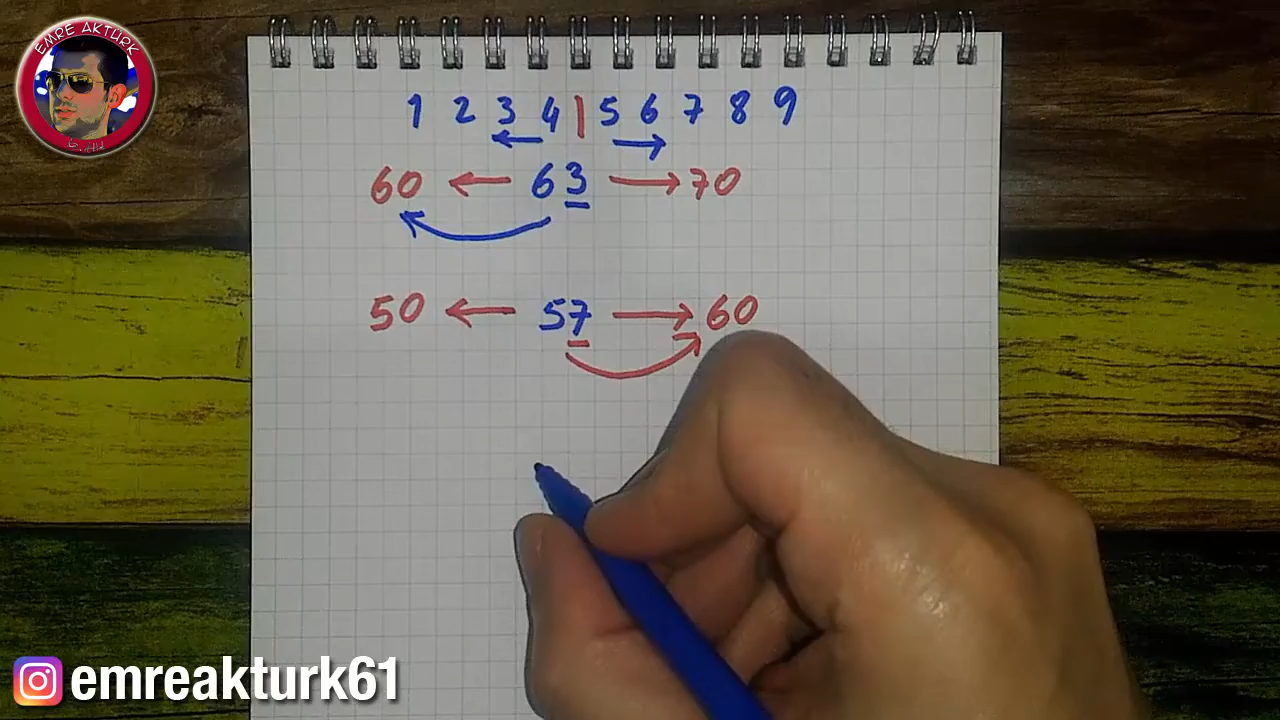 EMRE AKTURK
1 2 3 4 | 5 6 7 8 9
60 ← 63 → 70
50 ← 57 → 60
emreakturk61